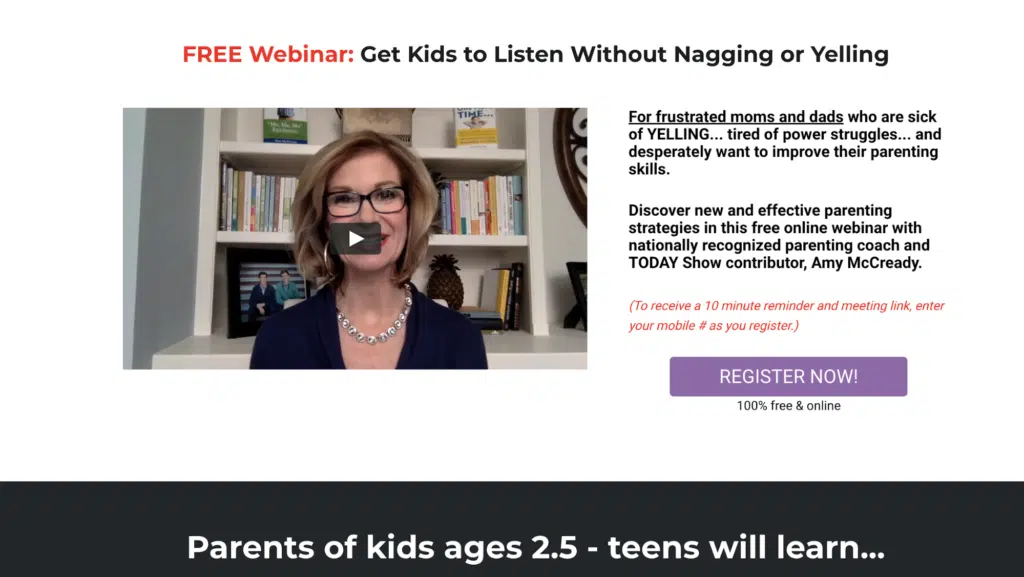 FREE Webinar: Get Kids to Listen Without Nagging or Yelling
For frustrated moms and dads who are sick
of YELLING... tired of power struggles... and
desperately want to improve their parenting
skills.
Discover new and effective parenting
strategies in this free online webinar with
nationally recognized parenting coach and
TODAY Show contributor, Amy McCready.
(To receive a 10 minute reminder and meeting link, enter
your mobile # as you register.)
REGISTER NOW!
100% free & online
Parents of kids ages 2.5 - teens will learn...